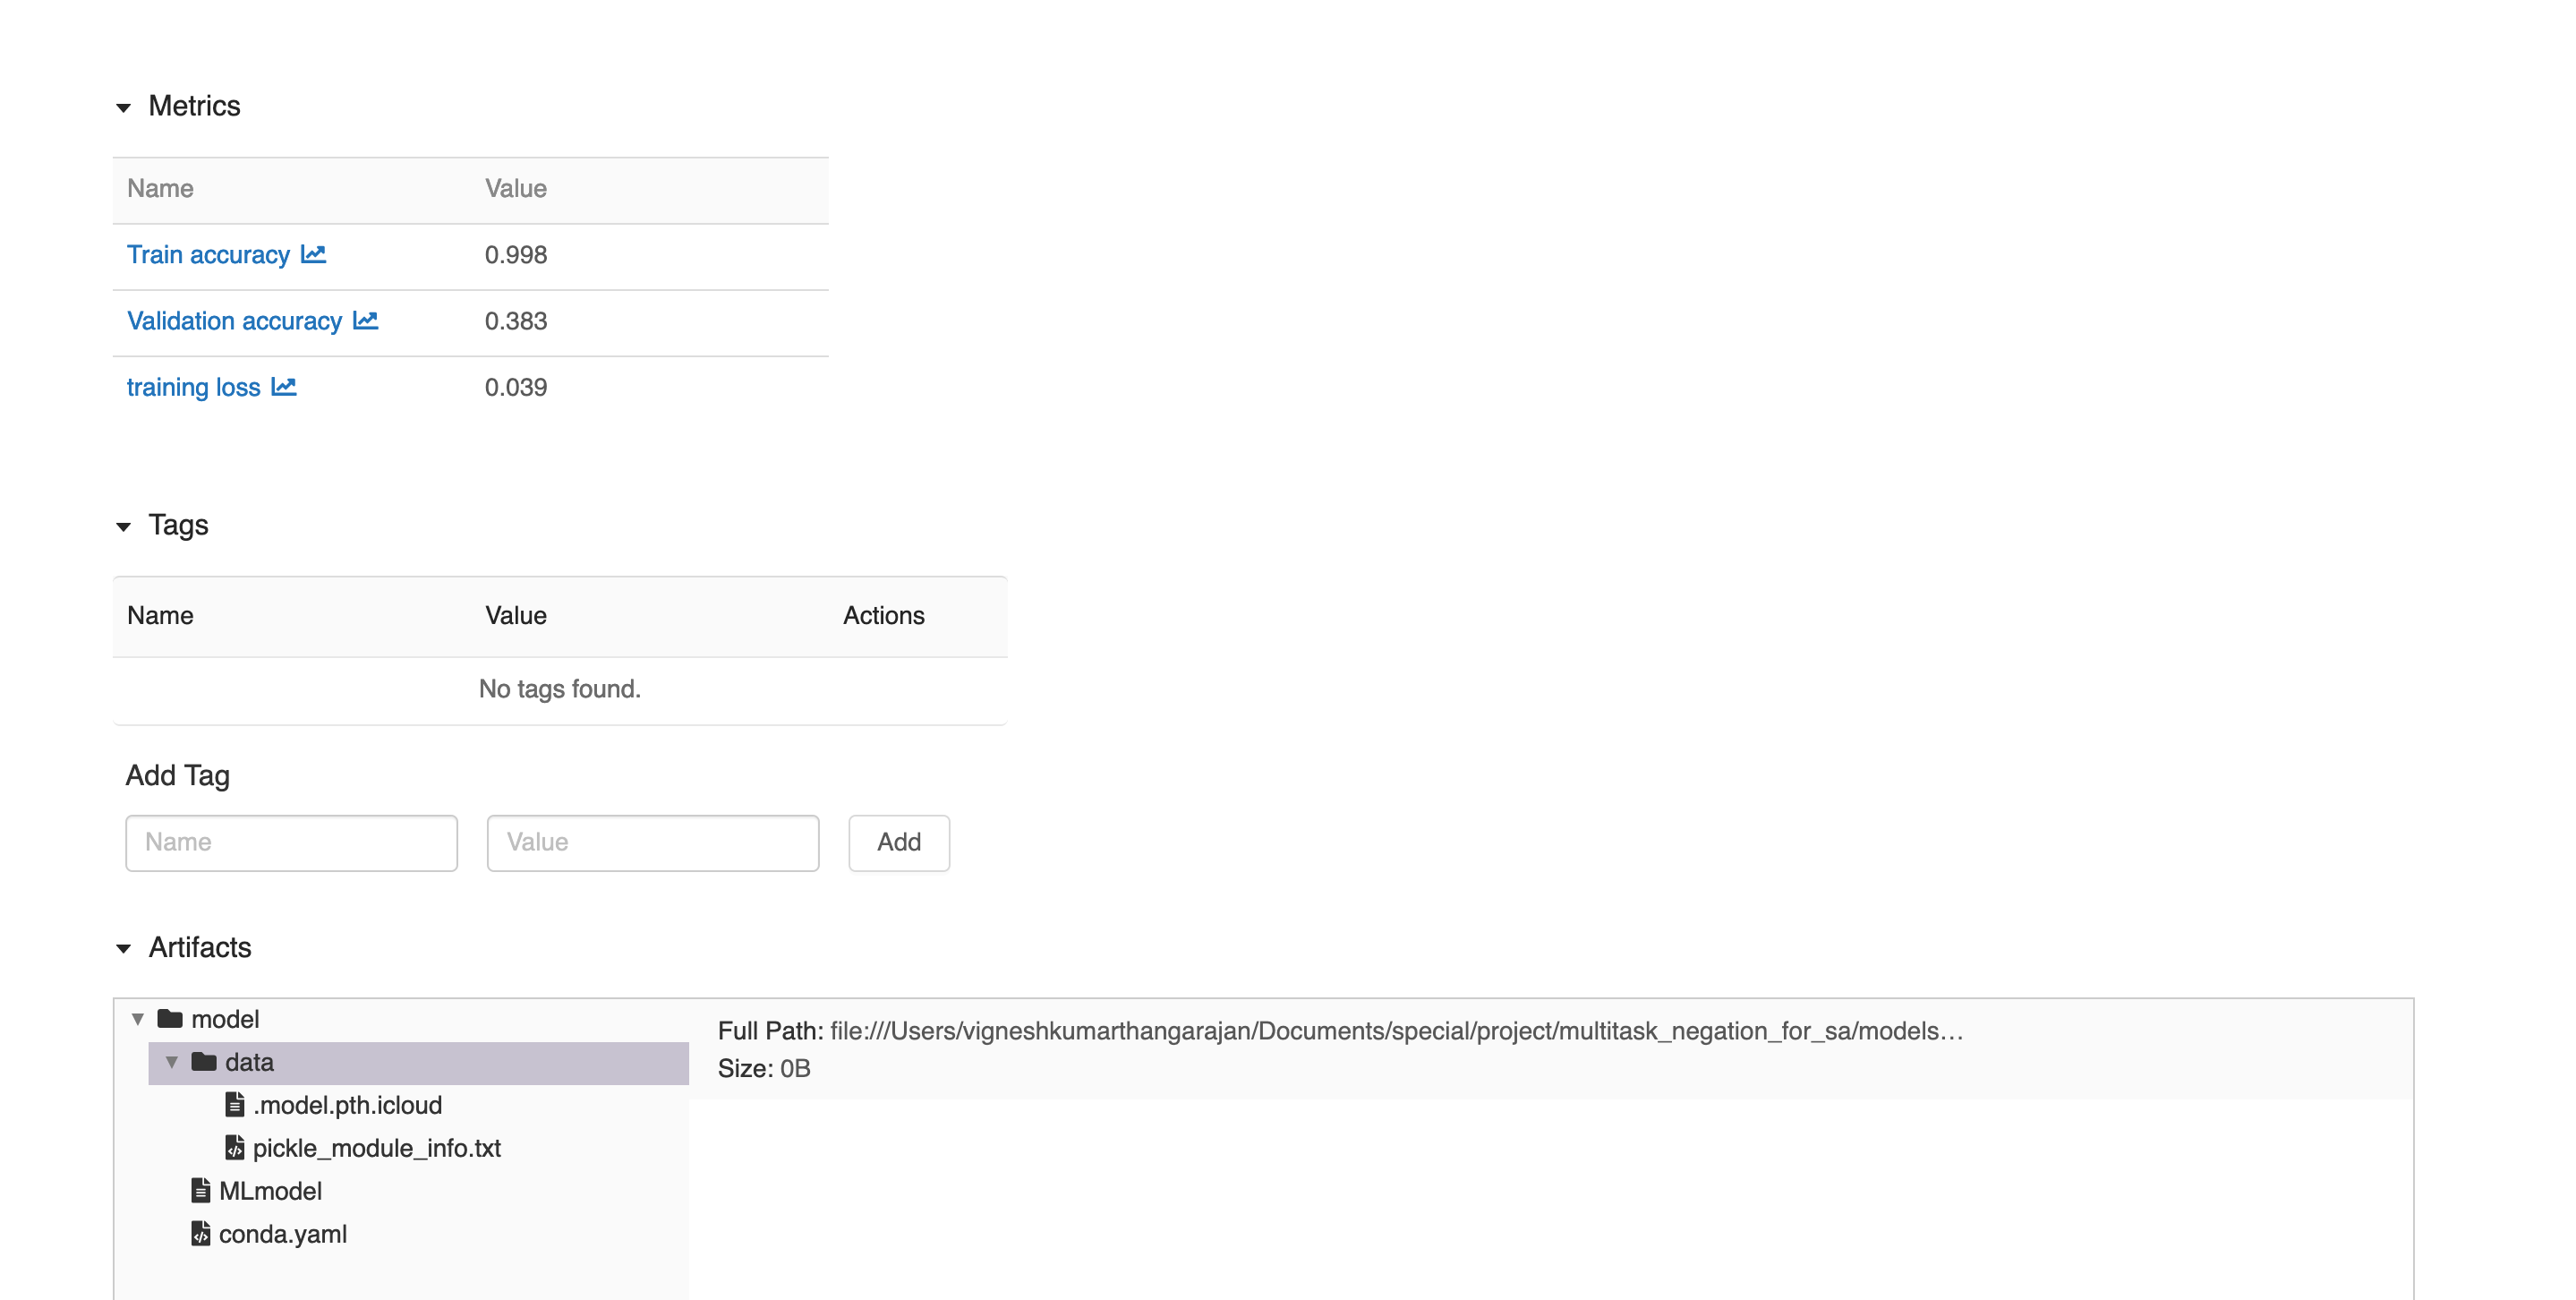 Metrics
Name Value
Train accuracy 0.998
Validation accuracy 0.383
training loss 0.039
Tags
Name Value Actions
No tags found.
Add Tag
Name Value Add
Artifacts
model
data
.model.pth.icloud
pickle_module_info.txt
MLmodel
conda.yaml
Full Path: file:///Users/vigneshkumarthangarajan/Documents/special/project/multitask_negation_for_sa/models…
Size: 0B